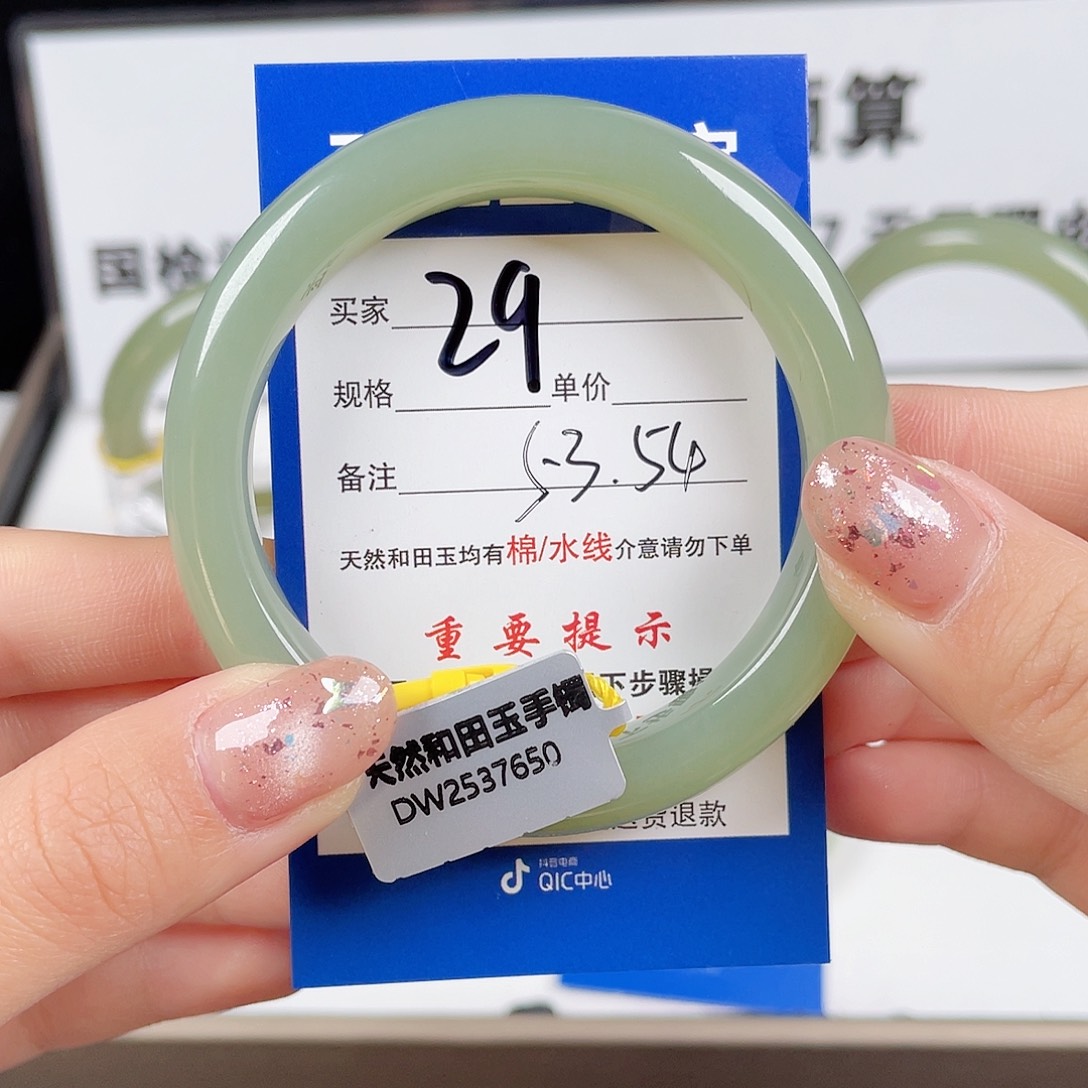 算
国检
买家 29
规格 单价
备注 53.54
天然和田玉均有棉/水线介意请勿下单
重要提示
下步骤
天然和田玉手镯
DW2537650
退款
抖音电商
QIC中心